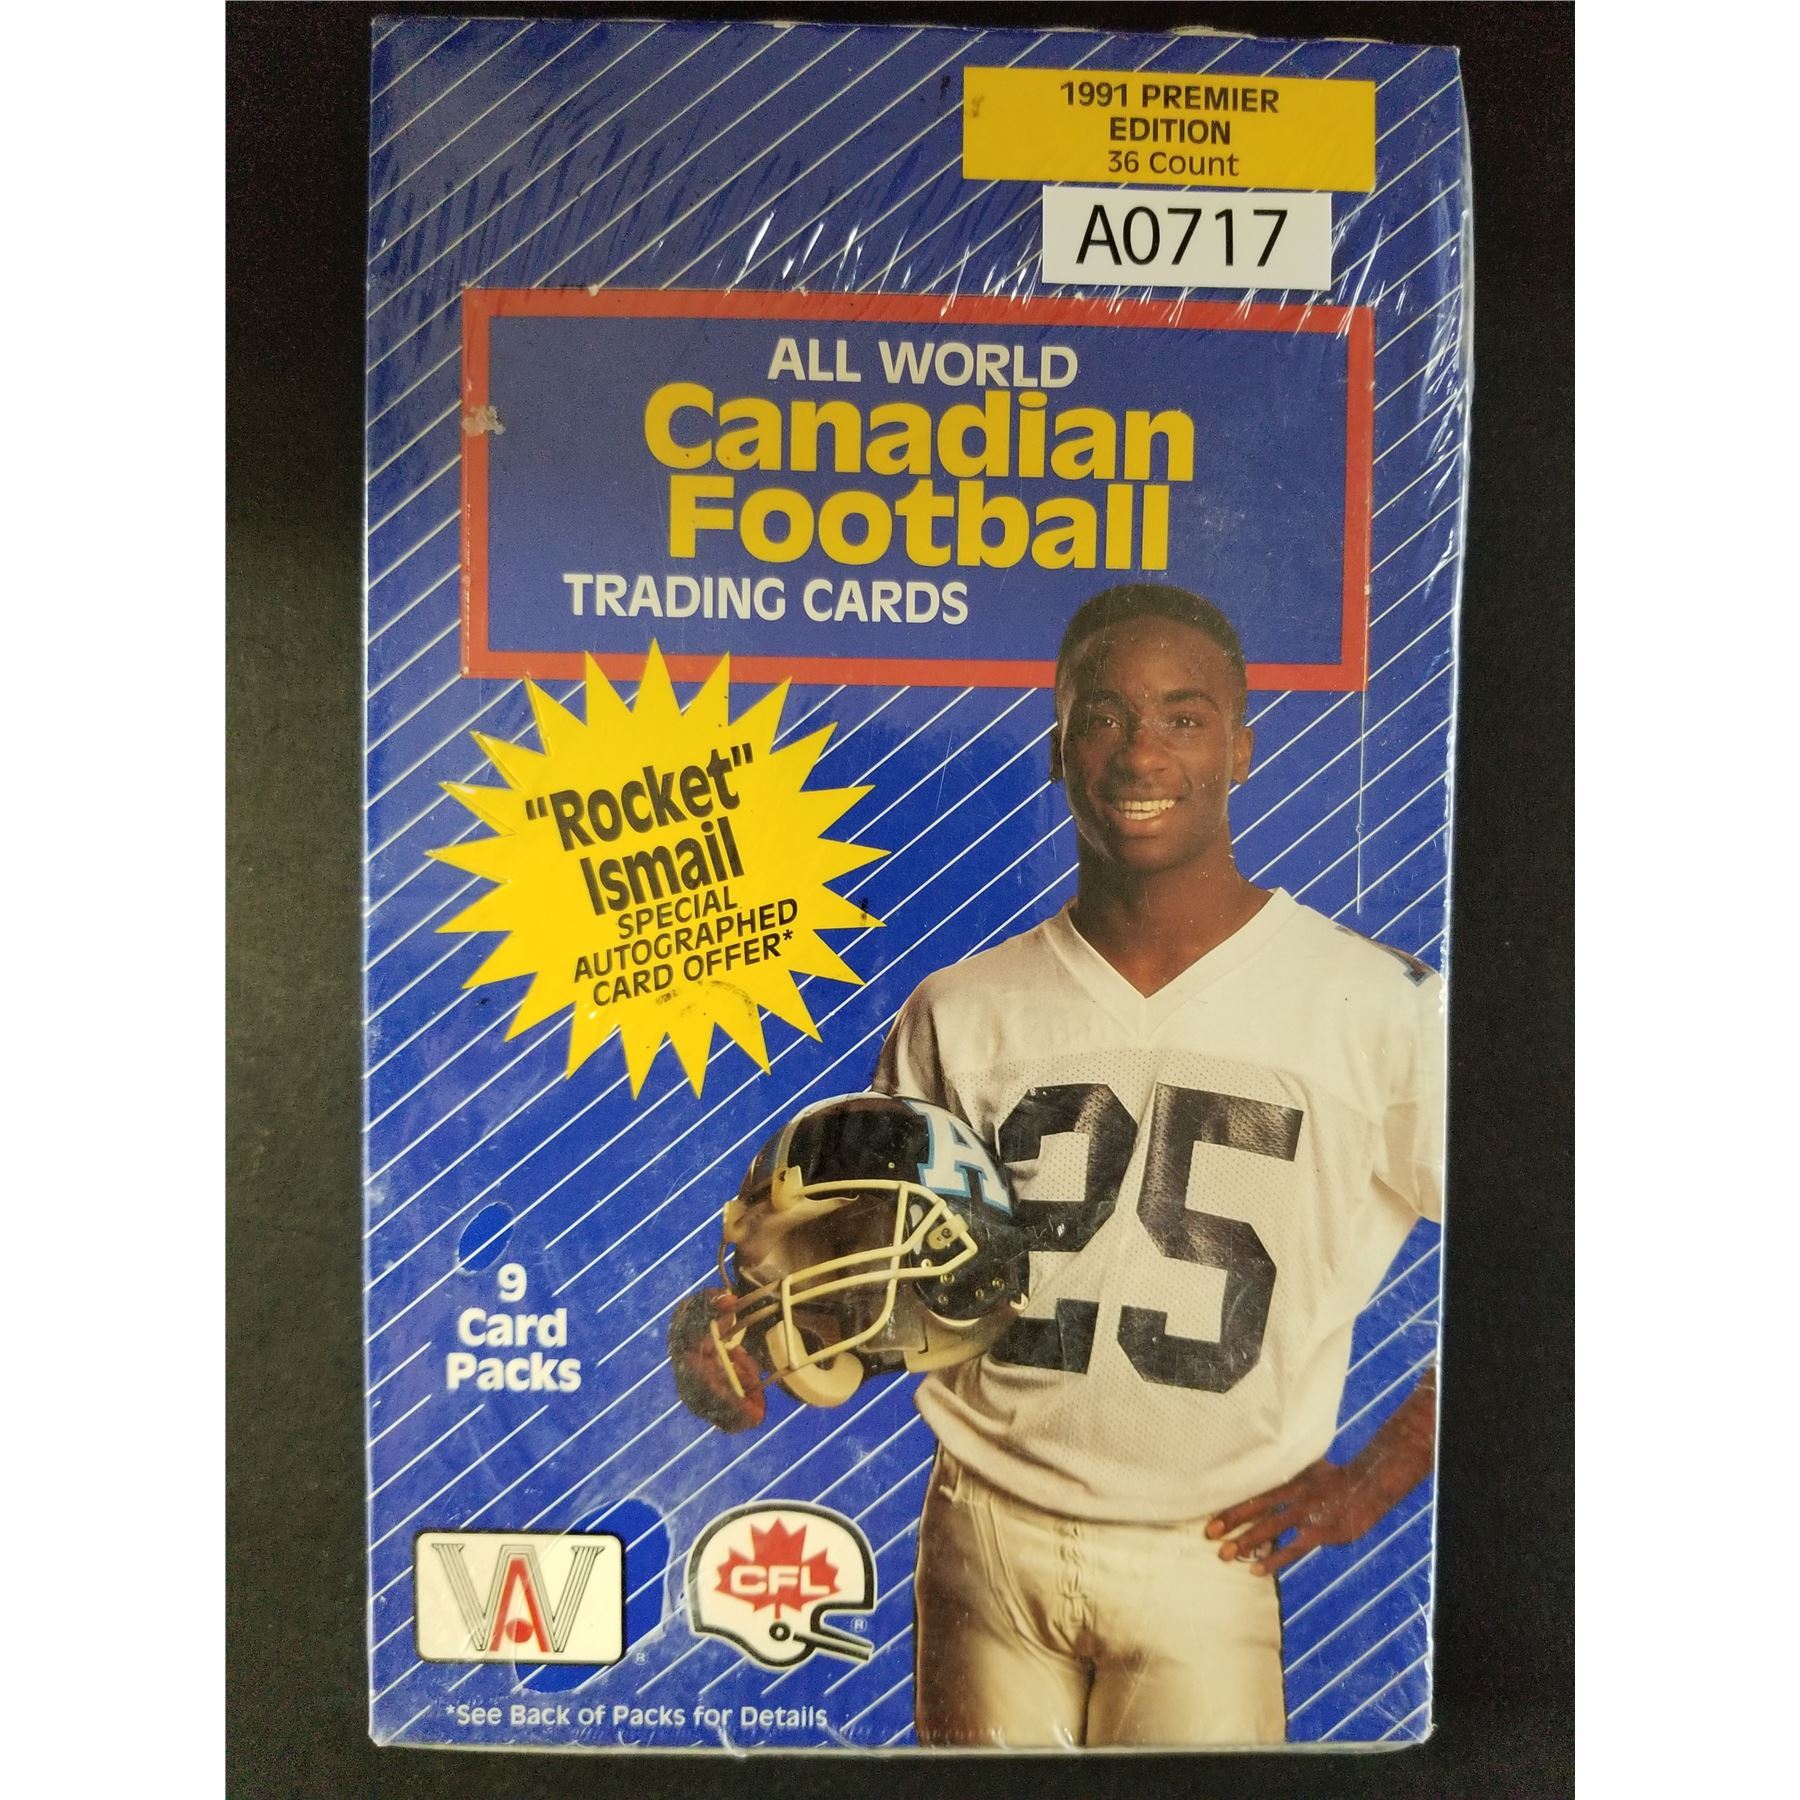 1991 PREMIER
EDITION
36 Count
A0717
ALL WORLD
Canadian
Football
TRADING CARDS
"Rocket"
Ismail
SPECIAL
AUTOGRAPHED
CARD OFFER*
A
25
9
Card
Packs
WA
®
CFL
®
*See Back of Packs for Details